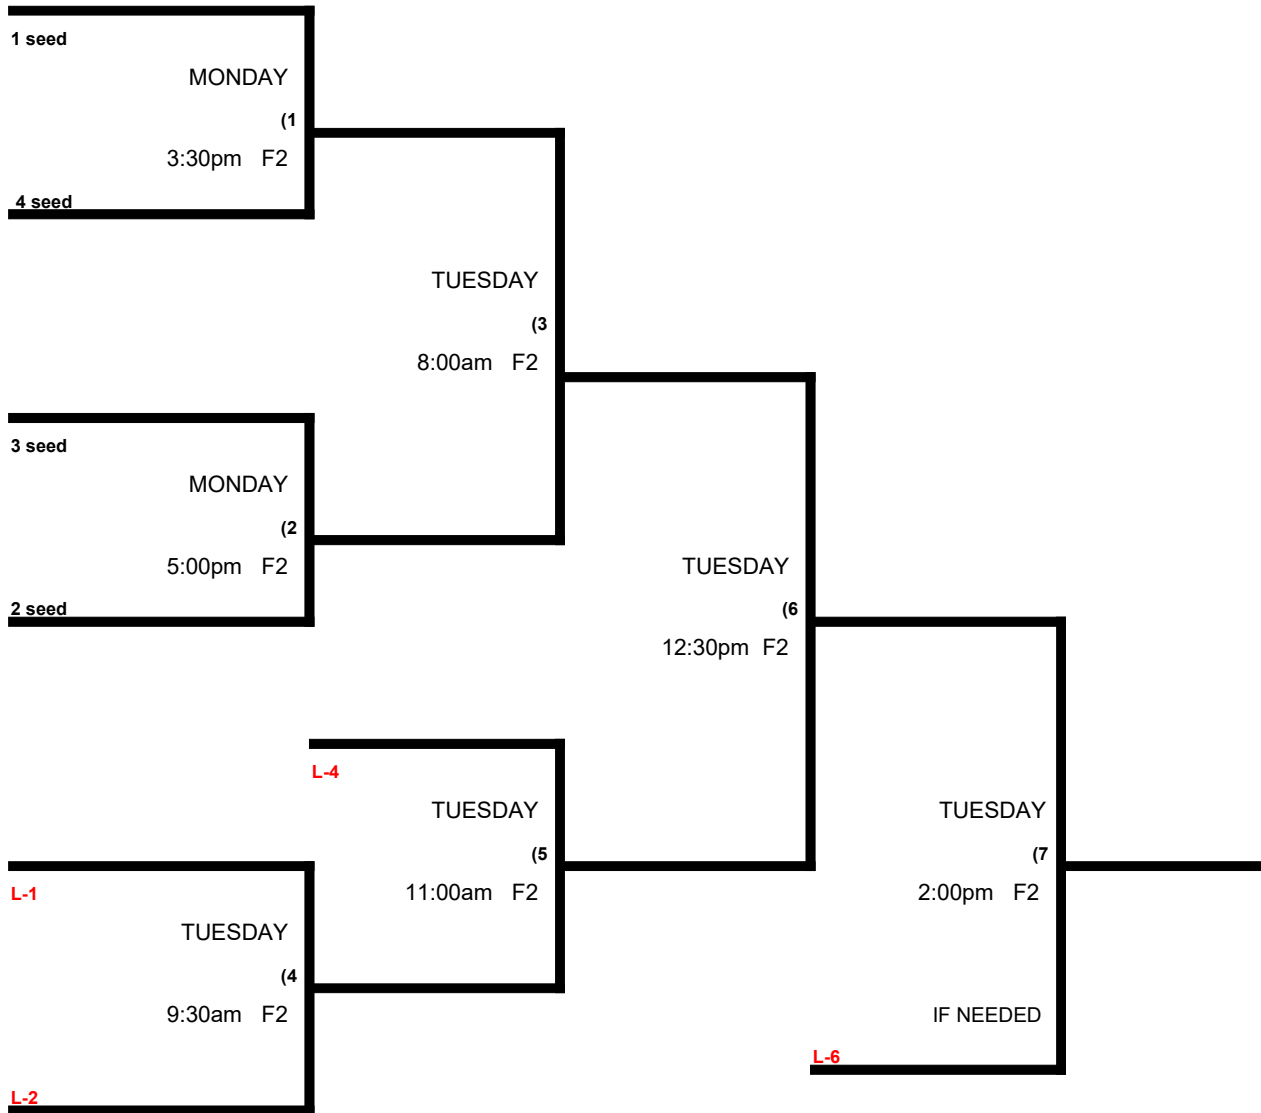 1 seed
MONDAY
(1
3:30pm F2
4 seed
TUESDAY
(3
8:00am F2
3 seed
MONDAY
(2
5:00pm F2
2 seed
TUESDAY
(6
12:30pm F2
L-4
TUESDAY
(5
11:00am F2
L-1
TUESDAY
(4
9:30am F2
L-2
TUESDAY
(7
2:00pm F2
IF NEEDED
L-6